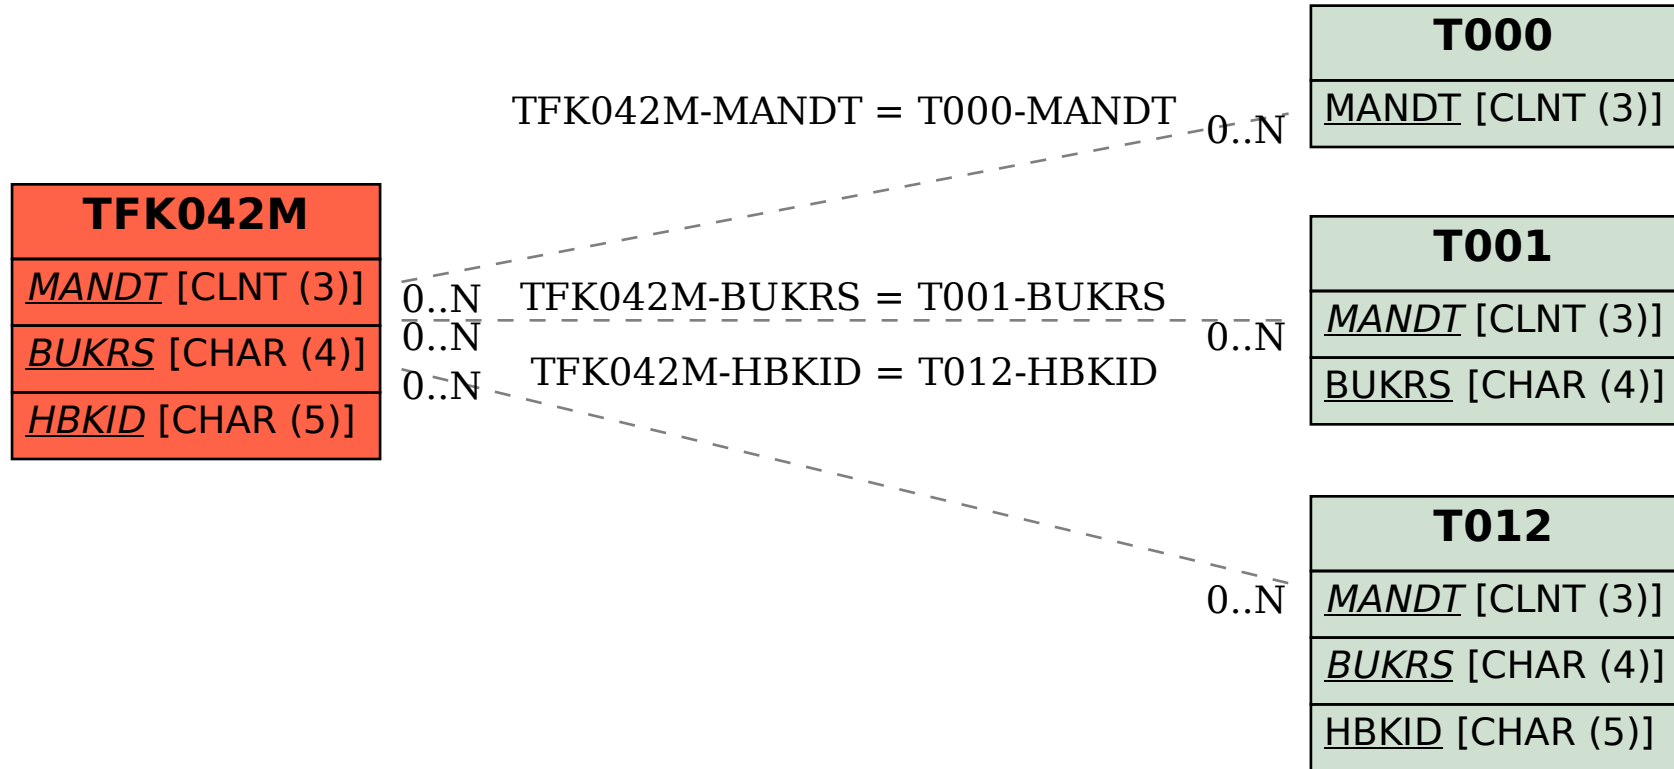 T000
MANDT [CLNT (3)]
TFK042M-MANDT = T000-MANDT
0..N
TFK042M
MANDT [CLNT (3)]
BUKRS [CHAR (4)]
HBKID [CHAR (5)]
0..N
TFK042M-BUKRS = T001-BUKRS
0..N
0..N
0..N
TFK042M-HBKID = T012-HBKID
T001
MANDT [CLNT (3)]
BUKRS [CHAR (4)]
0..N
T012
MANDT [CLNT (3)]
BUKRS [CHAR (4)]
HBKID [CHAR (5)]